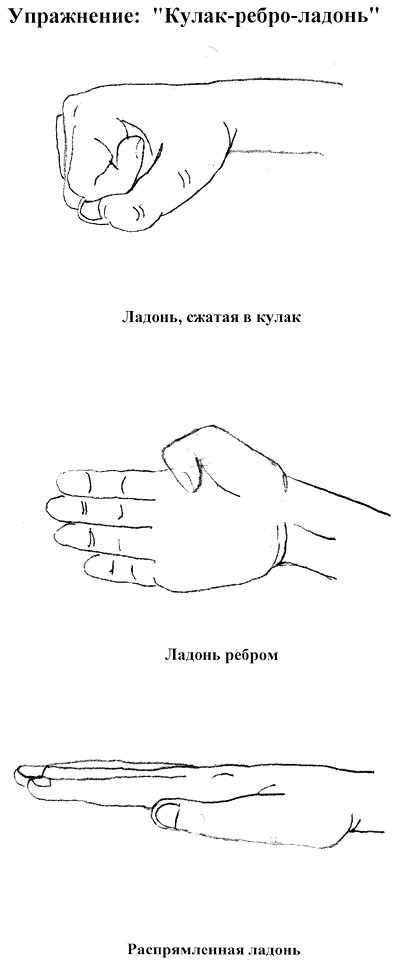 Упражнение: "Кулак-ребро-ладонь"
Ладонь, сжатая в кулак
Ладонь ребром
Распрямленная ладонь